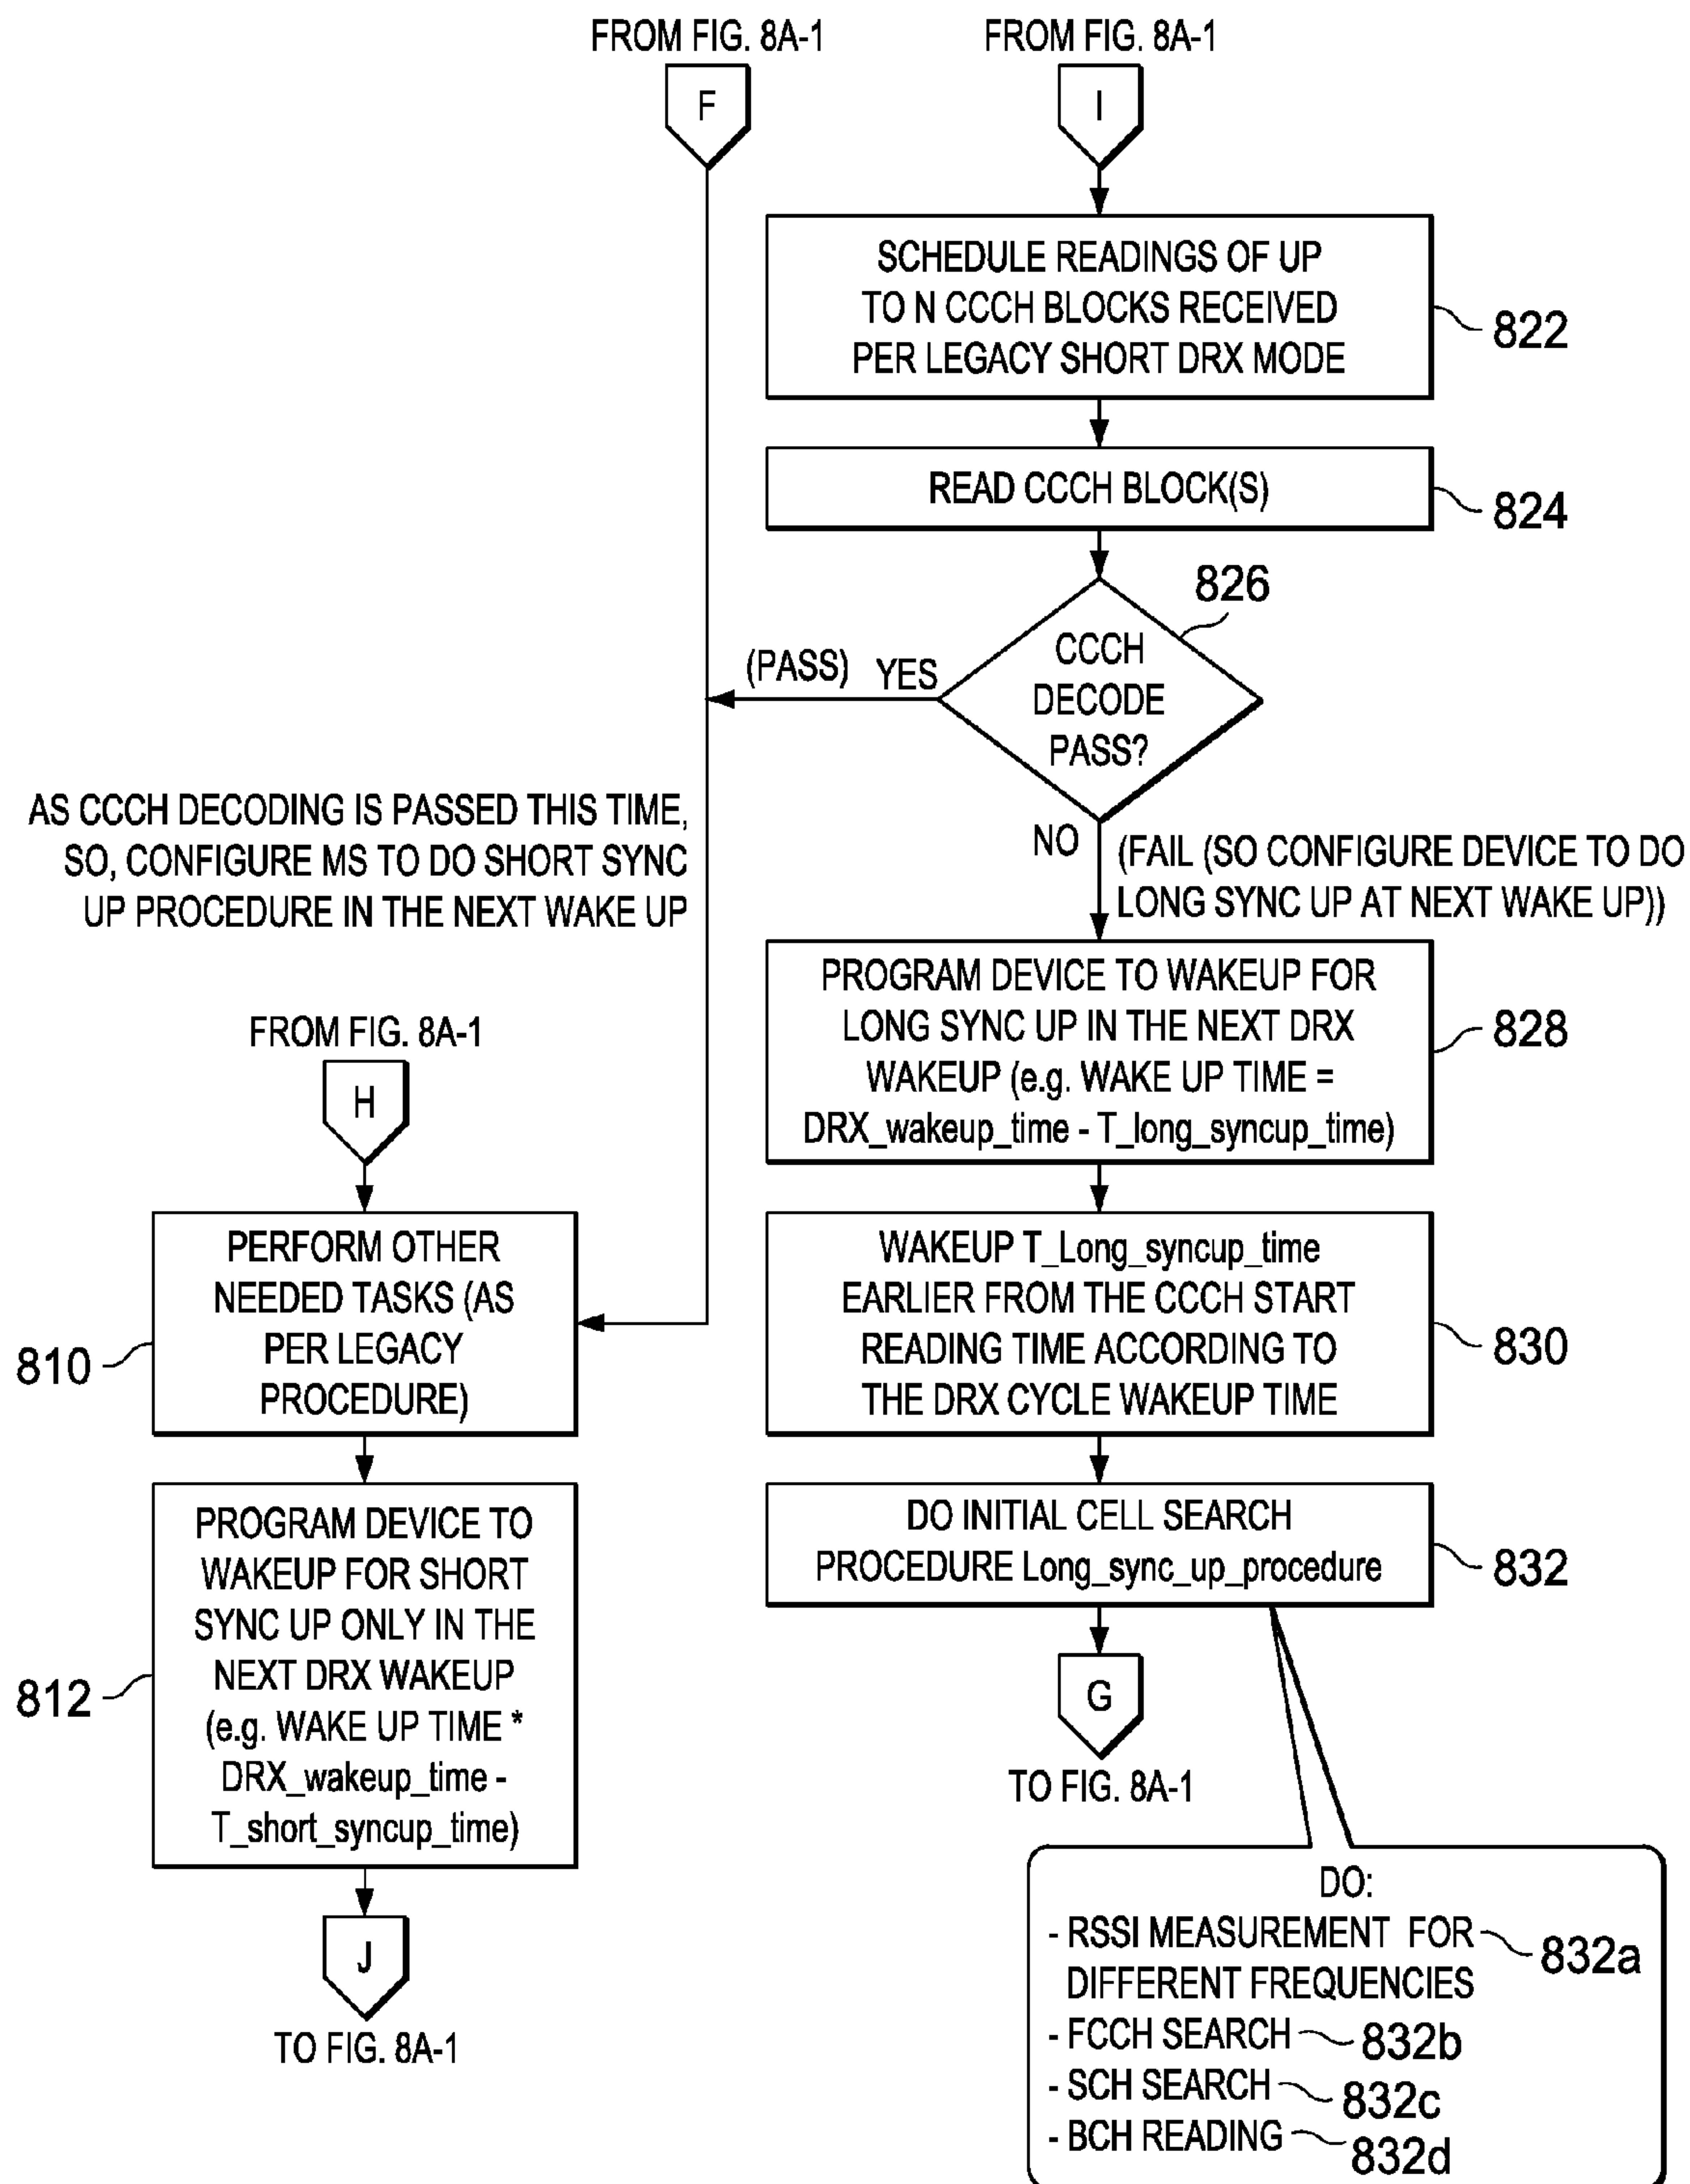 FROM FIG. 8A-1
F
FROM FIG. 8A-1
I
SCHEDULE READINGS OF UP
TO N CCCH BLOCKS RECEIVED
PER LEGACY SHORT DRX MODE
822
READ CCCH BLOCK(S)
824
826
CCCH
DECODE
PASS?
(PASS) YES
AS CCCH DECODING IS PASSED THIS TIME,
SO, CONFIGURE MS TO DO SHORT SYNC
UP PROCEDURE IN THE NEXT WAKE UP
NO
(FAIL (SO CONFIGURE DEVICE TO DO
LONG SYNC UP AT NEXT WAKE UP))
PROGRAM DEVICE TO WAKEUP FOR
LONG SYNC UP IN THE NEXT DRX
WAKEUP (e.g. WAKE UP TIME =
DRX_wakeup_time - T_long_syncup_time)
828
FROM FIG. 8A-1
H
PERFORM OTHER
NEEDED TASKS (AS
PER LEGACY
PROCEDURE)
810
WAKEUP T_Long_syncup_time
EARLIER FROM THE CCCH START
READING TIME ACCORDING TO
THE DRX CYCLE WAKEUP TIME
830
PROGRAM DEVICE TO
WAKEUP FOR SHORT
SYNC UP ONLY IN THE
NEXT DRX WAKEUP
(e.g. WAKE UP TIME *
DRX_wakeup_time -
T_short_syncup_time)
812
J
TO FIG. 8A-1
DO INITIAL CELL SEARCH
PROCEDURE Long_sync_up_procedure
832
G
TO FIG. 8A-1
DO:
- RSSI MEASUREMENT FOR 832a
DIFFERENT FREQUENCIES
- FCCH SEARCH 832b
- SCH SEARCH 832c
- BCH READING 832d